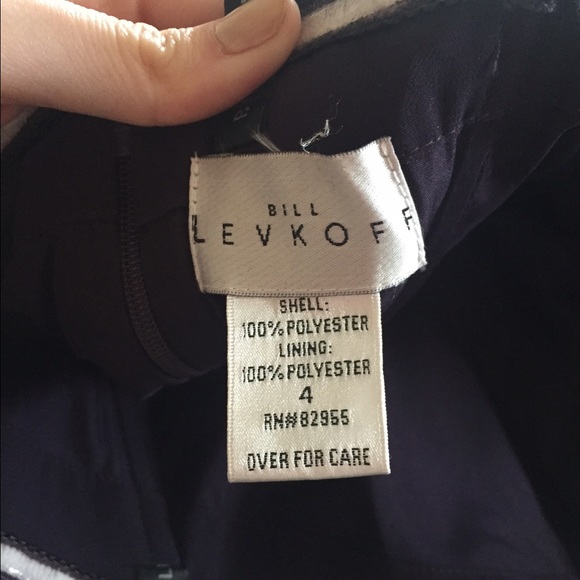 BILL
LEVKOFF
SHELL:
100% POLYESTER
LINING:
100% POLYESTER
4
RN#82955
OVER FOR CARE